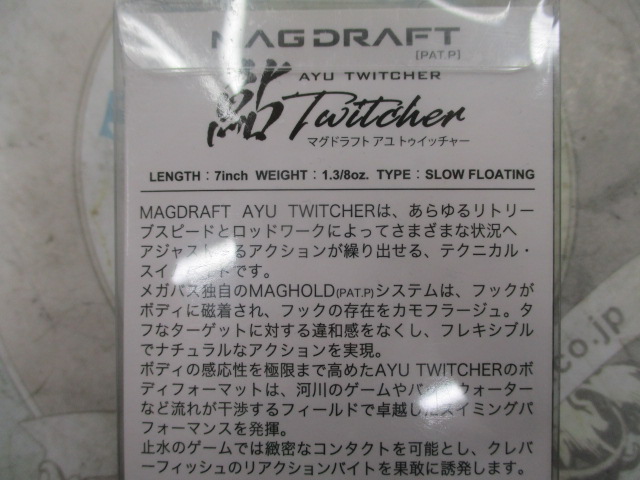 MAGDRAFT
[PAT.P]
鮎 AYU TWITCHER
Twitcher
マグドラフト アユ トゥイッチャー
LENGTH：7inch WEIGHT：1.3/8oz. TYPE：SLOW FLOATING
MAGDRAFT AYU TWITCHERは、あらゆるリトリー
ブスピードとロッドワークによってさまざまな状況へ
アジャストするアクションが繰り出せる、テクニカル・
です。
メガバス独自のMAGHOLD(PAT.P)システムは、フックが
ボディに磁着され、フックの存在をカモフラージュ。タ
フなターゲットに対する違和感をなくし、フレキシブル
でナチュラルなアクションを実現。
ボディの感応性を極限まで高めたAYU TWITCHERのボ
ディフォーマットは、河川のゲームやバックウォーター
など流れが干渉するフィールドで卓越したスイミングパ
フォーマンスを発揮。
止水のゲームでは緻密なコンタクトを可能とし、クレバ
ーフィッシュのリアクションバイトを果敢に誘発します。
co.jp